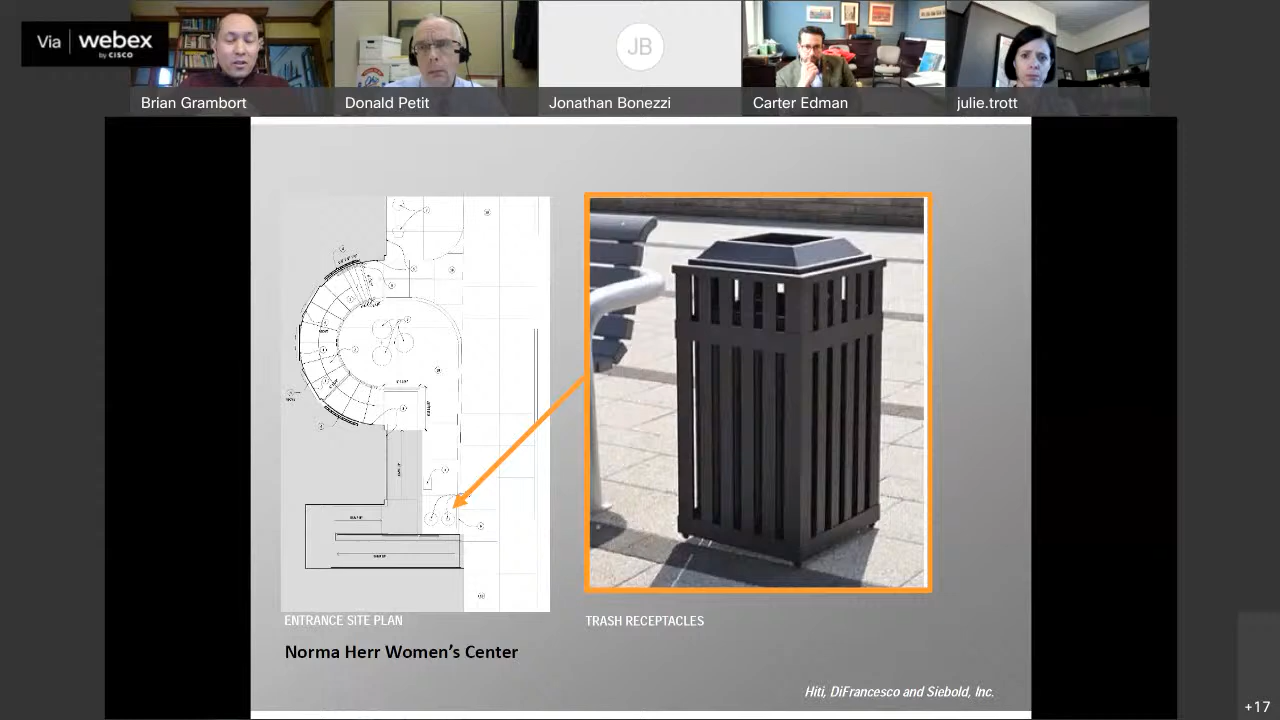 Via webex
by CISCO
JB
Brian Grambort
Donald Petit
Jonathan Bonezzi
Carter Edman
julie.trott
ENTRANCE SITE PLAN
TRASH RECEPTACLES
Norma Herr Women's Center
Hiti, DiFrancesco and Siebold, Inc.
+17